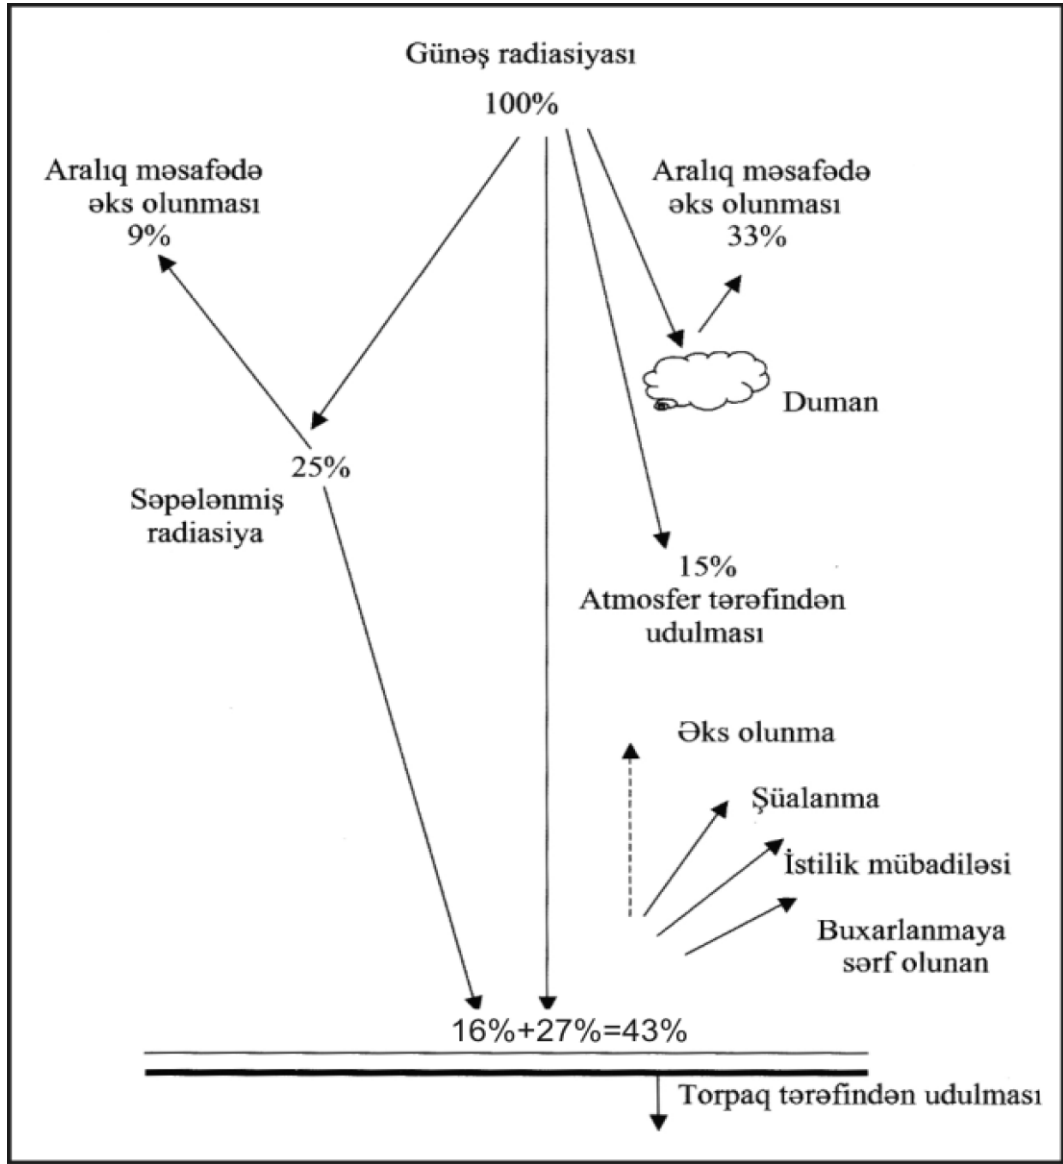 Günəş radiasiyası
100%
Aralıq məsafədə
əks olunması
9%
Aralıq məsafədə
əks olunması
33%
Duman
25%
Səpələnmiş
radiasiya
15%
Atmosfer tərəfindən
udulması
Əks olunma
Şüalanma
İstilik mübadiləsi
Buxarlanmaya
sərf olunan
16%+27%=43%
Torpaq tərəfindən udulması